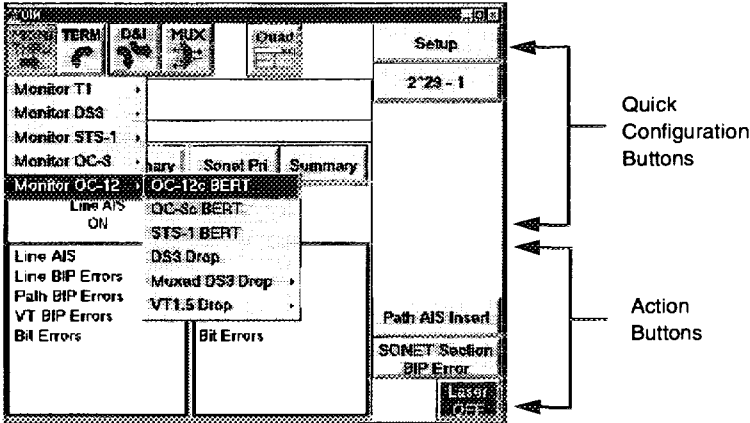 TERM D&I MUX Quad
Setup
2^23 - 1
Monitor T1
Monitor DS3
Monitor STS-1
Monitor OC-3
Monitor OC-12
Sonet Pri
Summary
OC-12c BERT
OC-3c BERT
STS-1 BERT
DS3 Drop
Muxed DS3 Drop
VT1.5 Drop
Line AIS
ON
Line AIS
Line BIP Errors
Path BIP Errors
VT BIP Errors
Bit Errors
Bit Errors
Path AIS Insert
SONET Section
BIP Error
Laser
OFF
Quick
Configuration
Buttons
Action
Buttons